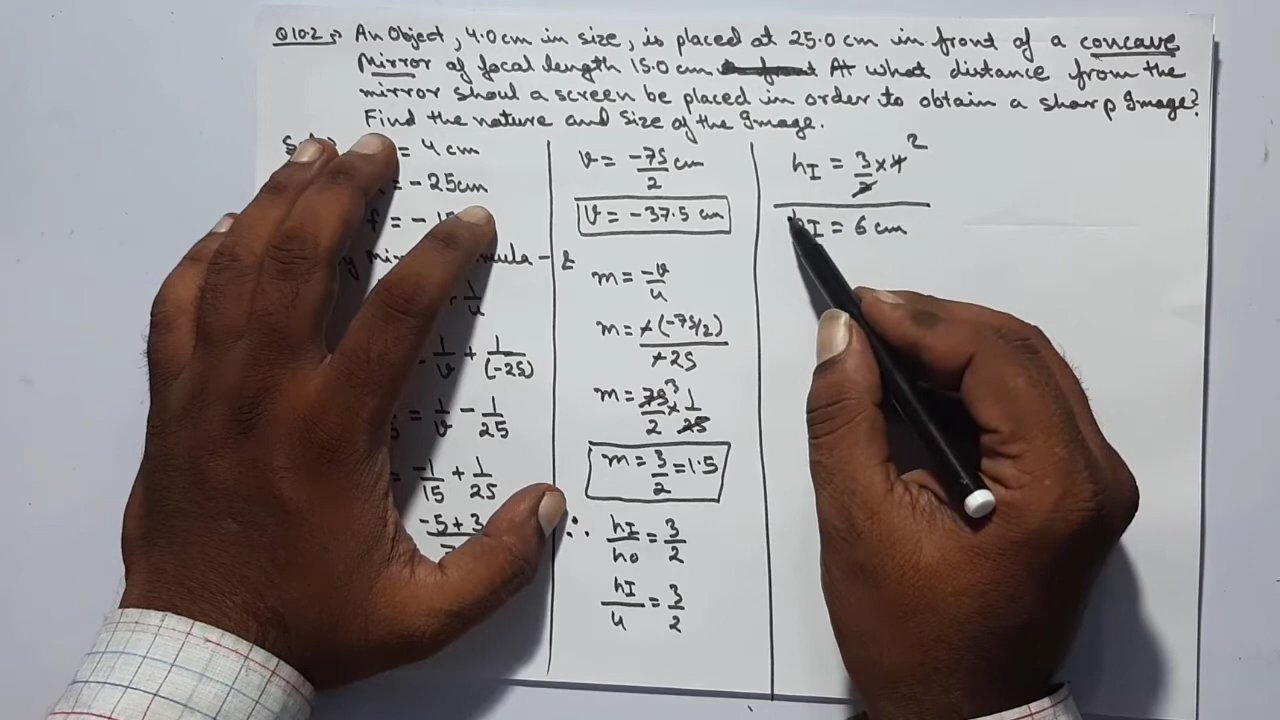 Q10.2:> An Object, 4.0 cm in size, is placed at 25.0 cm in front of a concave
Mirror of focal length 15.0 cm At what distance from the
mirror shoul a screen be placed in order to obtain a sharp Image?
Find the nature and size of the Image.
= 4 cm
= -25cm
f = -15
y mirror formula -
1/u
1/v + 1/(-25)
= 1/v - 1/25
= -1/15 + 1/25
-5+3
v = -75/2 cm
v = -37.5 cm
m = -v/u
m = -(-75/2)/-25
m = 75/2 × 1/25 3
m = 3/2 = 1.5
∴ hI/ho = 3/2
hI/4 = 3/2
hI = 3/2 × 4 2
hI = 6 cm